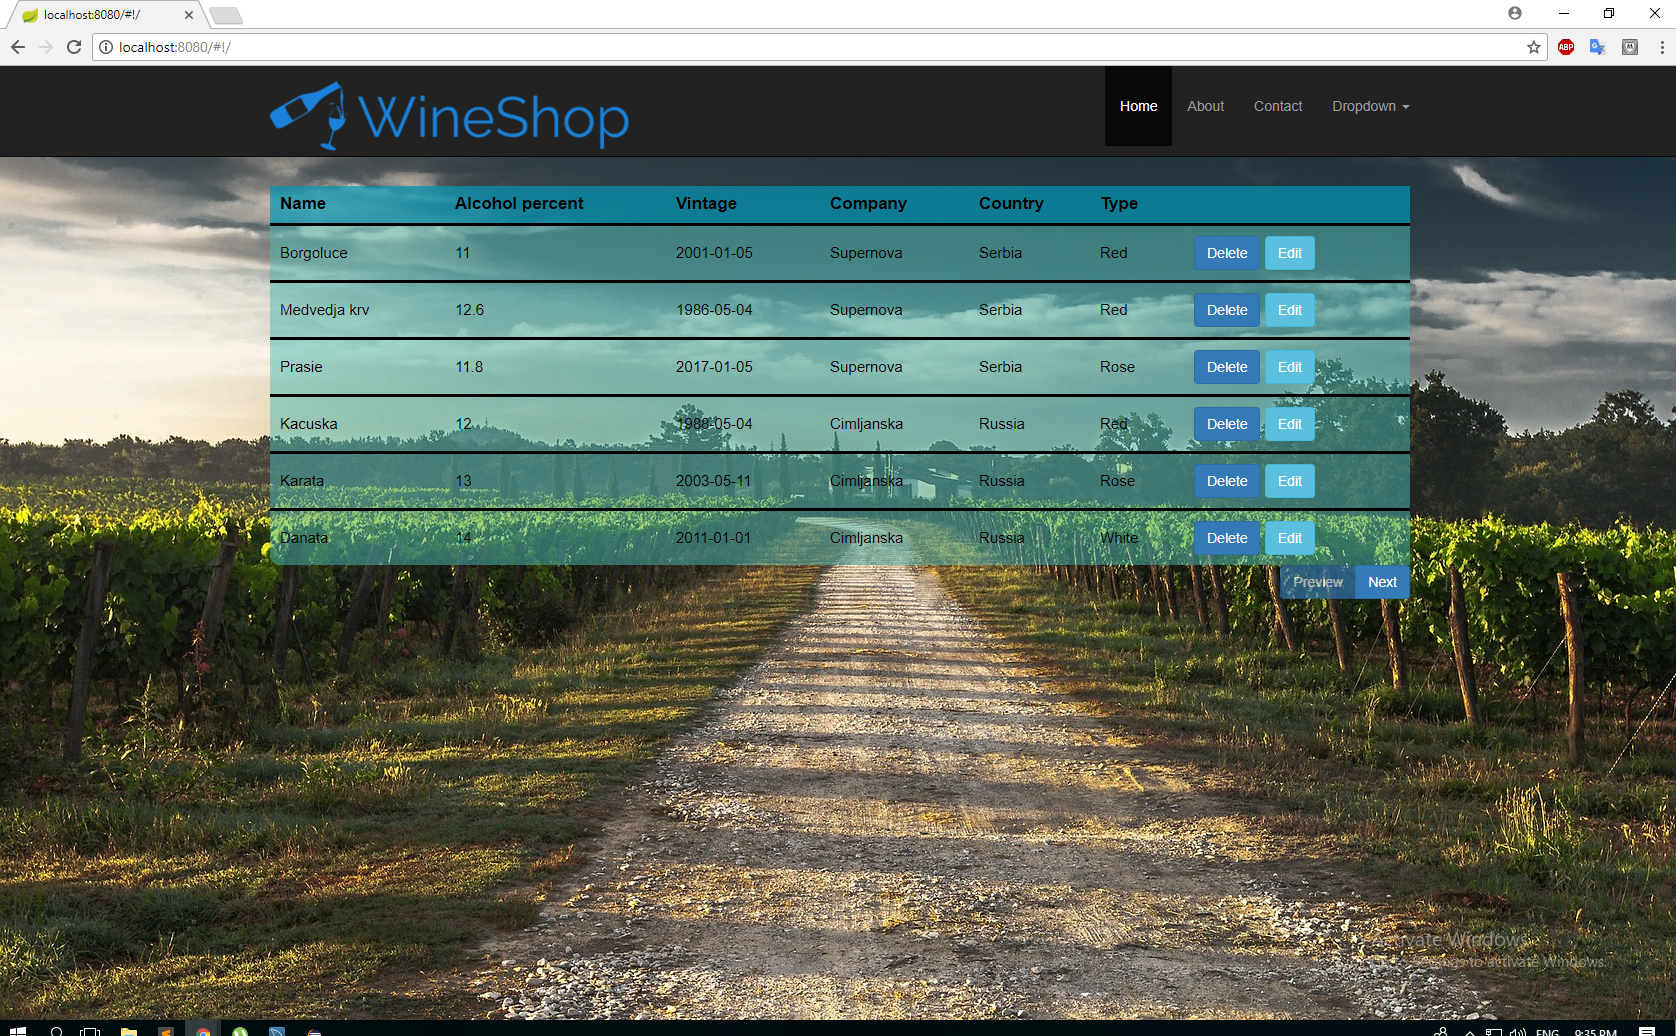 localhost:8080/#!/
localhost:8080/#!/
ABP
WineShop
Home About Contact Dropdown
Name Alcohol percent Vintage Company Country Type
Borgoluce 11 2001-01-05 Supernova Serbia Red Delete Edit
Medvedja krv 12.6 1986-05-04 Supernova Serbia Red Delete Edit
Prasie 11.8 2017-01-05 Supernova Serbia Rose Delete Edit
Kacuska 12 1988-05-04 Cimljanska Russia Red Delete Edit
Karata 13 2003-05-11 Cimljanska Russia Rose Delete Edit
Danata 14 2011-01-01 Cimljanska Russia White Delete Edit
Preview Next
Activate Windows
to activate Windows.
ENG 9:35 PM